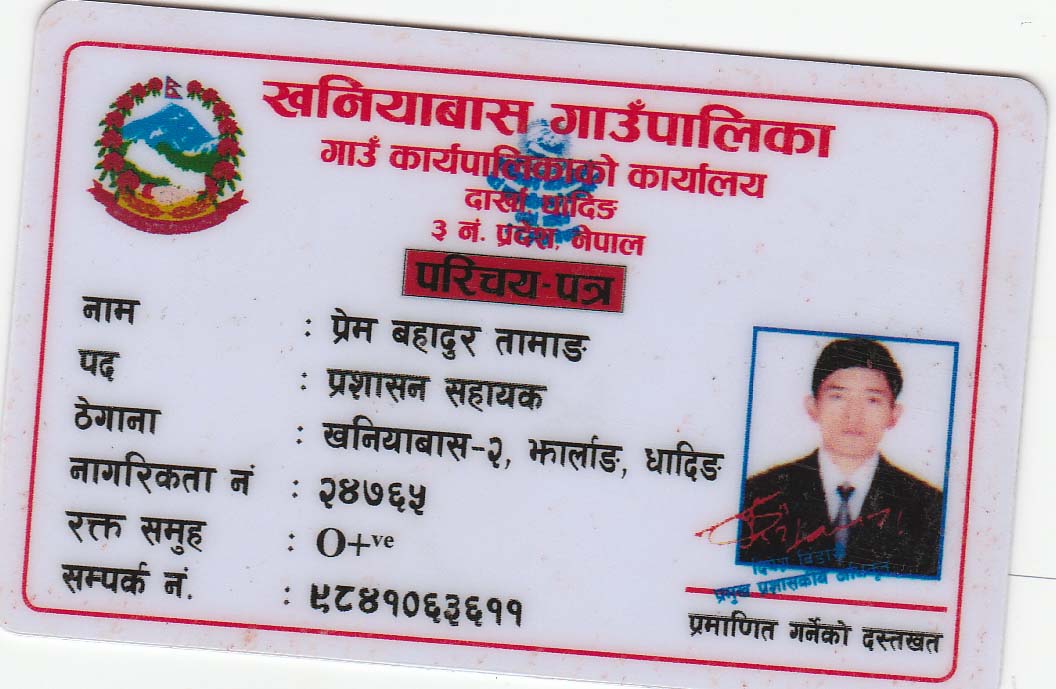 खनियाबास गाउँपालिका
गाउँ कार्यपालिकाको कार्यालय
दार्खा, धादिङ
३ नं. प्रदेश, नेपाल
परिचय-पत्र
नाम : प्रेम बहादुर तामाङ
पद : प्रशासन सहायक
ठेगाना : खनियाबास-२, झार्लाङ, धादिङ
नागरिकता नं : २४७६५
रक्त समुह : O+ve
सम्पर्क नं. : ९८४१०६३६११
प्रमुख प्रशासकीय अधिकृत
प्रमाणित गर्नेको दस्तखत